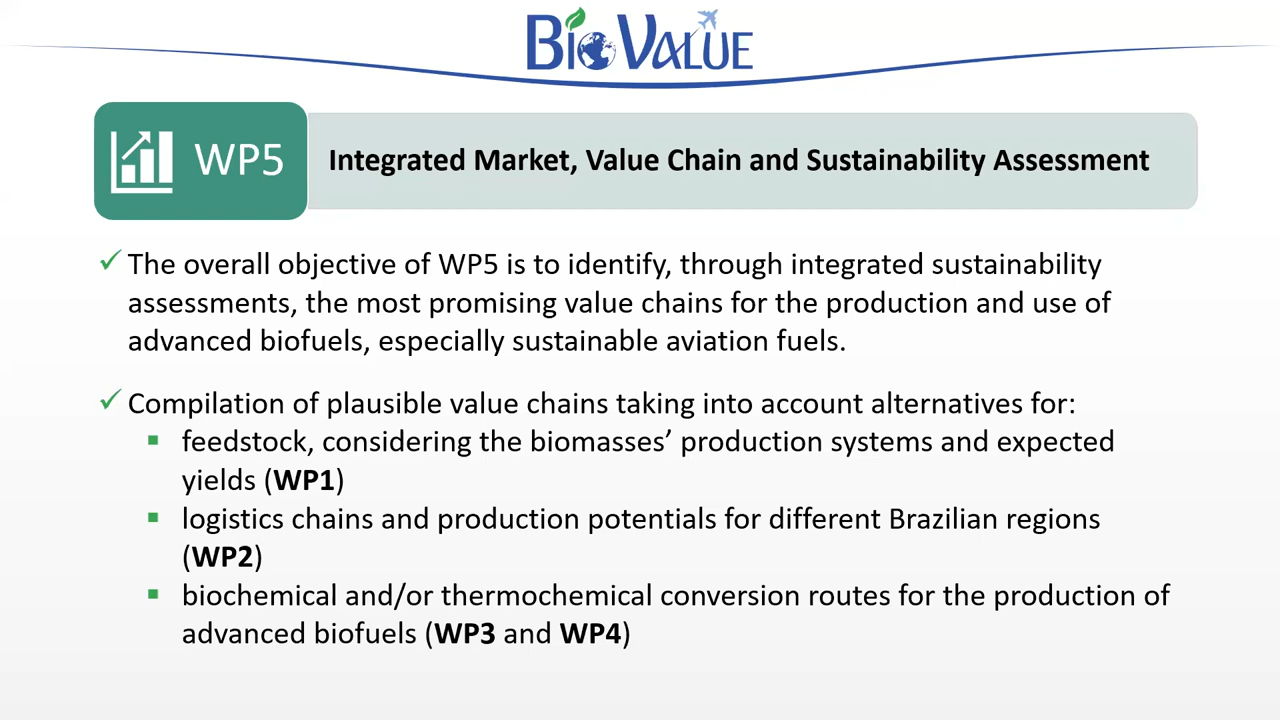 BioVALUE
WP5
Integrated Market, Value Chain and Sustainability Assessment
✓ The overall objective of WP5 is to identify, through integrated sustainability
assessments, the most promising value chains for the production and use of
advanced biofuels, especially sustainable aviation fuels.
✓ Compilation of plausible value chains taking into account alternatives for:
▪ feedstock, considering the biomasses’ production systems and expected
yields (WP1)
▪ logistics chains and production potentials for different Brazilian regions
(WP2)
▪ biochemical and/or thermochemical conversion routes for the production of
advanced biofuels (WP3 and WP4)